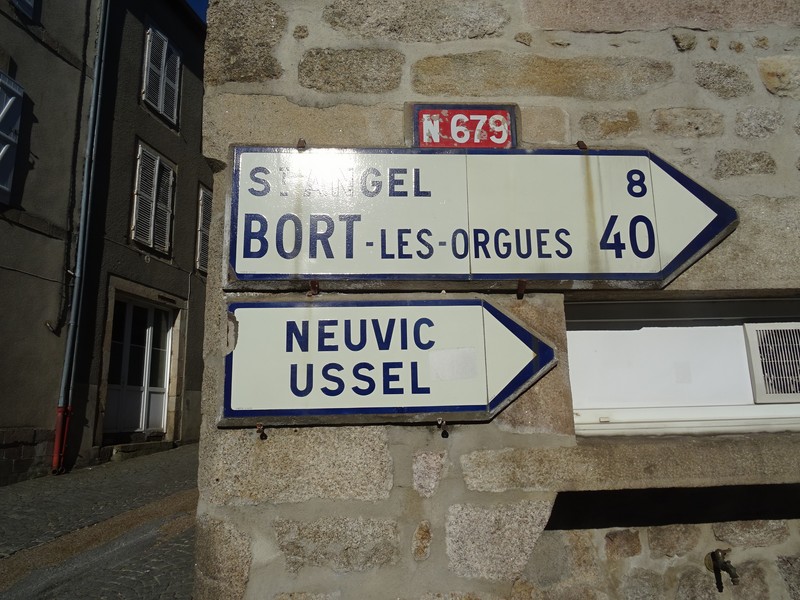 N 679
ST ANGEL 8
BORT-LES-ORGUES 40
NEUVIC
USSEL